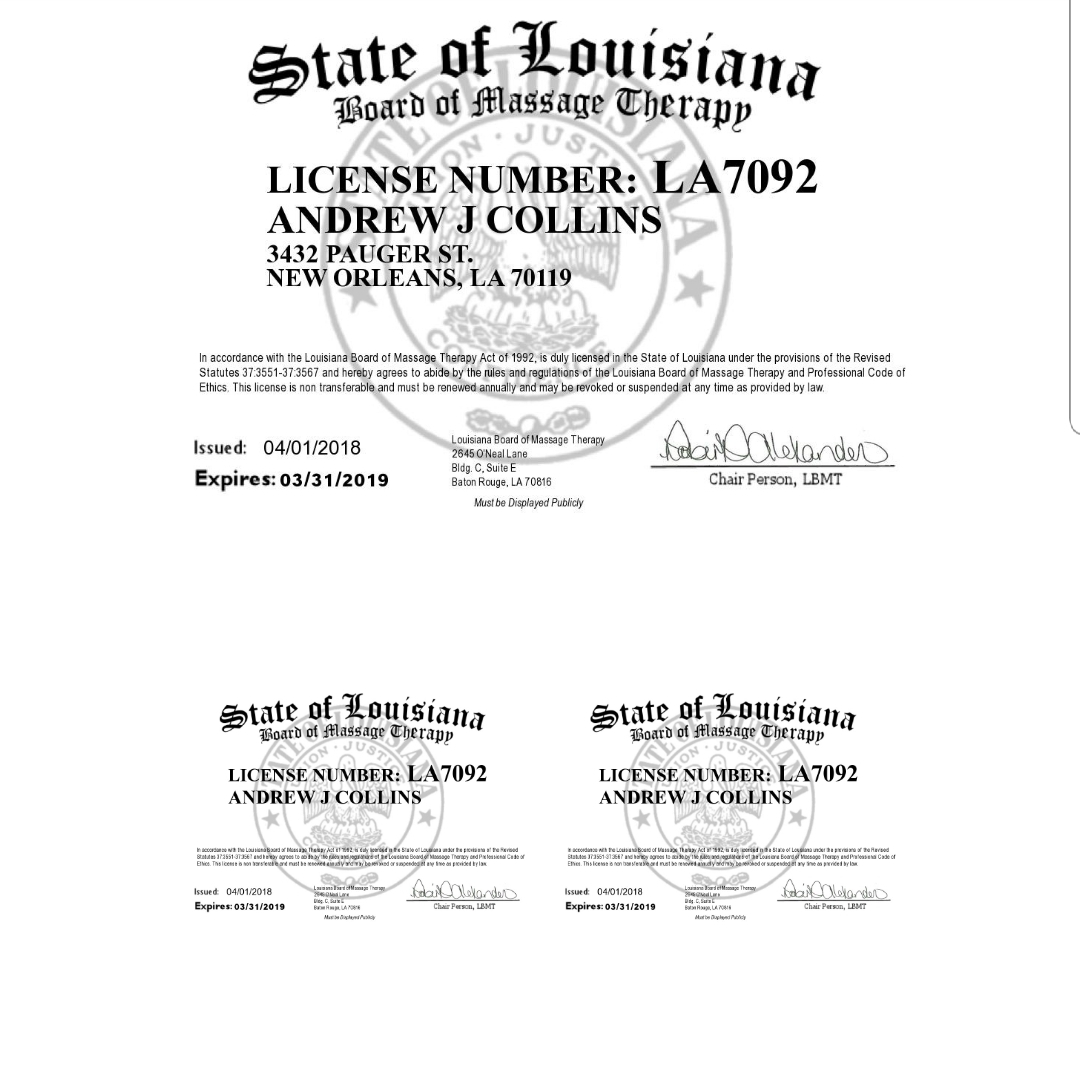 State of Louisiana
Board of Massage Therapy
LICENSE NUMBER: LA7092
ANDREW J COLLINS
3432 PAUGER ST.
NEW ORLEANS, LA 70119
In accordance with the Louisiana Board of Massage Therapy Act of 1992, is duly licensed in the State of Louisiana under the provisions of the Revised
Statutes 37:3551-37:3567 and hereby agrees to abide by the rules and regulations of the Louisiana Board of Massage Therapy and Professional Code of
Ethics. This license is non transferable and must be renewed annually and may be revoked or suspended at any time as provided by law.
Issued: 04/01/2018
Expires: 03/31/2019
Louisiana Board of Massage Therapy
2645 O'Neal Lane
Bldg. C, Suite E
Baton Rouge, LA 70816
Must be Displayed Publicly
Chair Person, LBMT
State of Louisiana
Board of Massage Therapy
LICENSE NUMBER: LA7092
ANDREW J COLLINS
In accordance with the Louisiana Board of Massage Therapy Act of 1992, is duly licensed in the State of Louisiana under the provisions of the Revised
Statutes 37:3551-37:3567 and hereby agrees to abide by the rules and regulations of the Louisiana Board of Massage Therapy and Professional Code of
Ethics. This license is non transferable and must be renewed annually and may be revoked or suspended at any time as provided by law.
Issued: 04/01/2018
Expires: 03/31/2019
Louisiana Board of Massage Therapy
2645 O'Neal Lane
Bldg. C, Suite E
Baton Rouge, LA 70816
Must be Displayed Publicly
Chair Person, LBMT
State of Louisiana
Board of Massage Therapy
LICENSE NUMBER: LA7092
ANDREW J COLLINS
In accordance with the Louisiana Board of Massage Therapy Act of 1992, is duly licensed in the State of Louisiana under the provisions of the Revised
Statutes 37:3551-37:3567 and hereby agrees to abide by the rules and regulations of the Louisiana Board of Massage Therapy and Professional Code of
Ethics. This license is non transferable and must be renewed annually and may be revoked or suspended at any time as provided by law.
Issued: 04/01/2018
Expires: 03/31/2019
Louisiana Board of Massage Therapy
2645 O'Neal Lane
Bldg. C, Suite E
Baton Rouge, LA 70816
Must be Displayed Publicly
Chair Person, LBMT